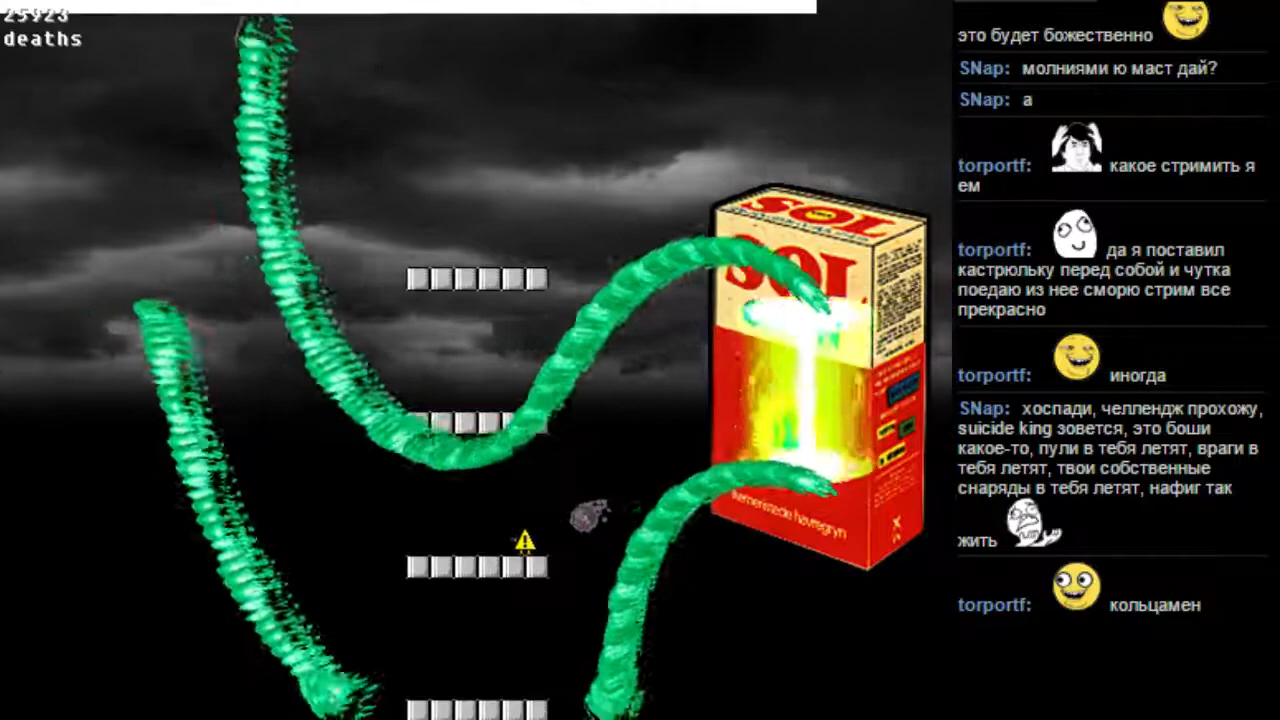 25923
deaths
SOL
SOL
kernerstede havregryn
это будет божественно
SNap: молниями ю маст дай?
SNap: а
torportf: какое стримить я
ем
torportf: да я поставил
кастрюльку перед собой и чутка
поедаю из нее сморю стрим все
прекрасно
torportf: иногда
SNap: хоспади, челлендж прохожу,
suicide king зовется, это боши
какое-то, пули в тебя летят, враги в
тебя летят, твои собственные
снаряды в тебя летят, нафиг так
жить
torportf: кольцамен